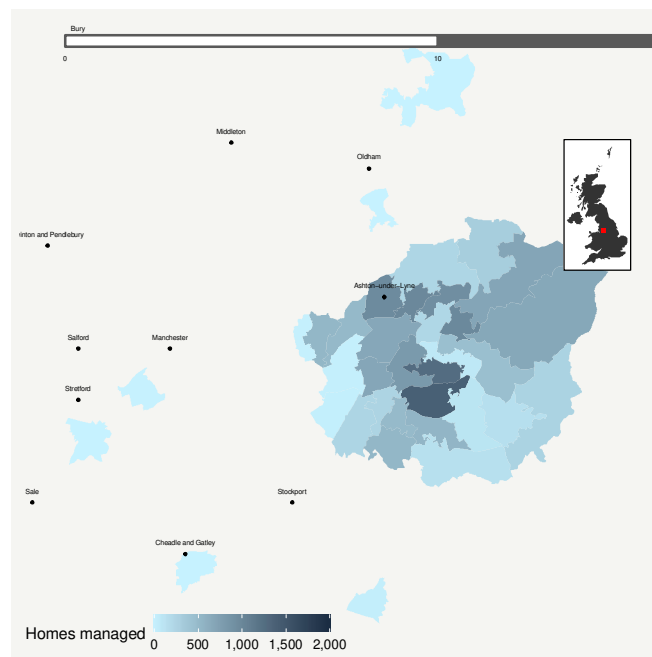 Bury
0 10
Middleton
Oldham
inton and Pendlebury
Ashton-under-Lyne
Salford Manchester
Stretford
Sale Stockport
Cheadle and Gatley
Homes managed
0 500 1,000 1,500 2,000